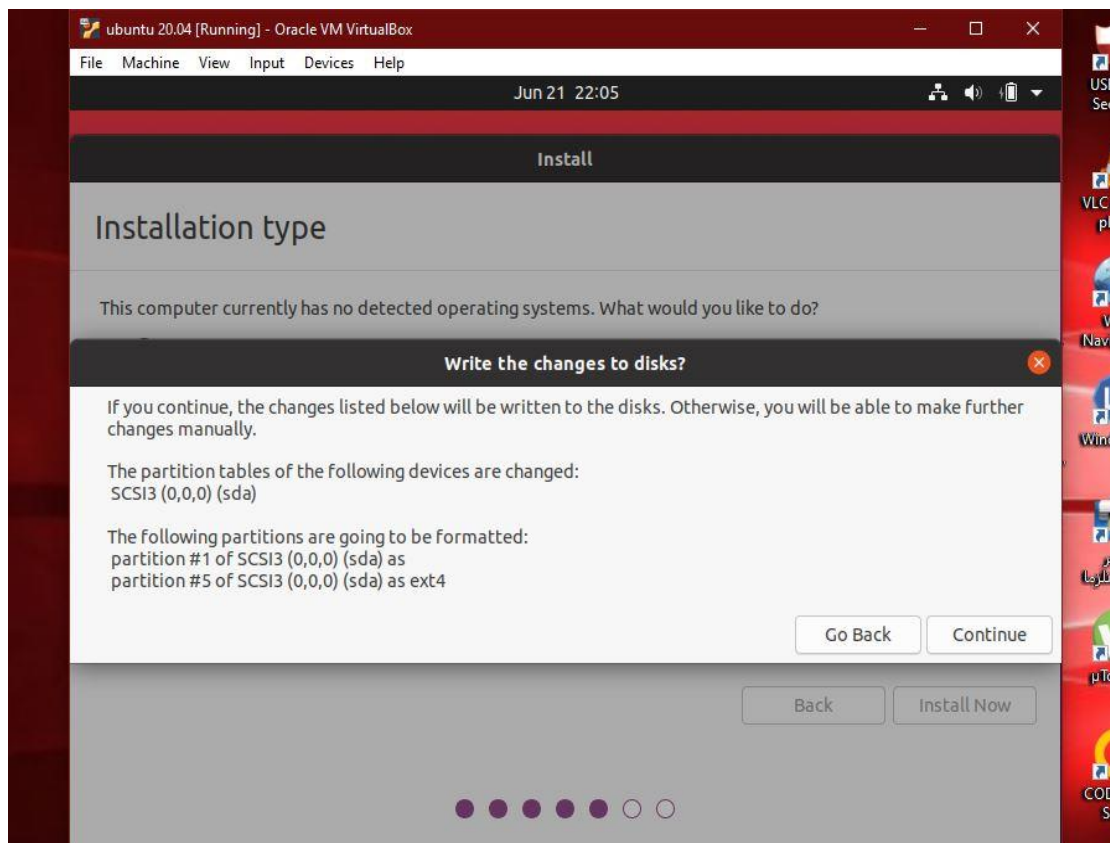 ubuntu 20.04 [Running] - Oracle VM VirtualBox
File Machine View Input Devices Help
Jun 21 22:05
Install
Installation type
This computer currently has no detected operating systems. What would you like to do?
Write the changes to disks?
If you continue, the changes listed below will be written to the disks. Otherwise, you will be able to make further
changes manually.
The partition tables of the following devices are changed:
SCSI3 (0,0,0) (sda)
The following partitions are going to be formatted:
partition #1 of SCSI3 (0,0,0) (sda) as
partition #5 of SCSI3 (0,0,0) (sda) as ext4
Go Back Continue
Back Install Now
VLC